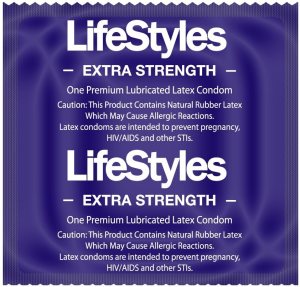 LifeStyles
– EXTRA STRENGTH –
One Premium Lubricated Latex Condom
Caution: This Product Contains Natural Rubber Latex
Which May Cause Allergic Reactions.
Latex condoms are intended to prevent pregnancy,
HIV/AIDS and other STIs.
LifeStyles
– EXTRA STRENGTH –
One Premium Lubricated Latex Condom
Caution: This Product Contains Natural Rubber Latex
Which May Cause Allergic Reactions.
Latex condoms are intended to prevent pregnancy,
HIV/AIDS and other STIs.